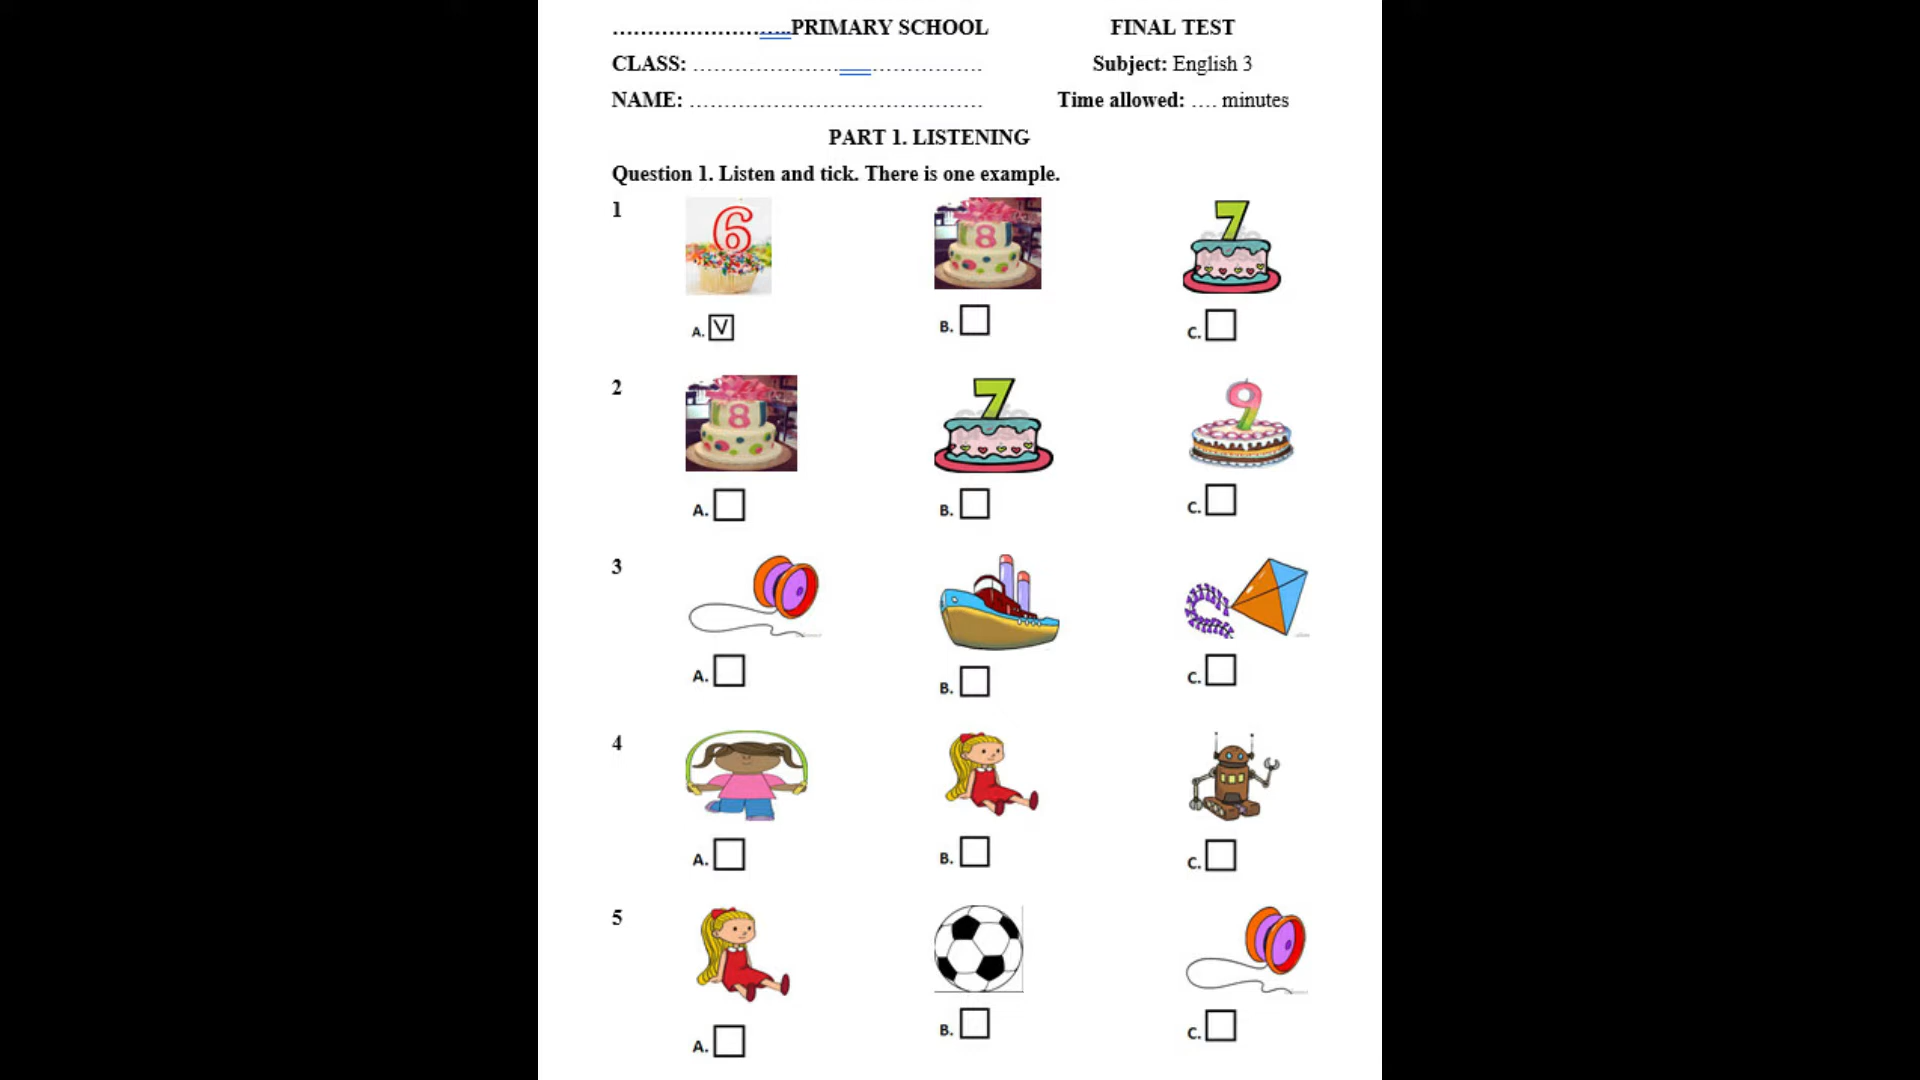 ……………………..PRIMARY SCHOOL FINAL TEST
CLASS: ………………………………… Subject: English 3
NAME: ………………………………… Time allowed: …. minutes
PART 1. LISTENING
Question 1. Listen and tick. There is one example.
1 6 8 7
A. V B. C.
2 8 7 9
A. B. C.
3
A. B. C.
4
A. B. C.
5
A. B. C.